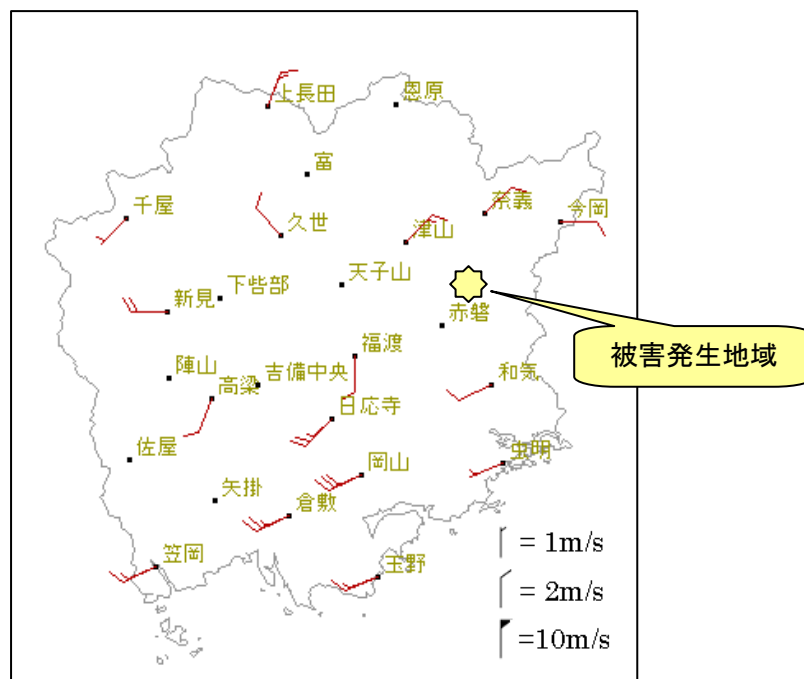 上長田
恩原
富
千屋
久世
津山
奈義
今岡
新見
下呰部
天子山
赤磐
被害発生地域
福渡
陣山
高梁
吉備中央
和気
日応寺
佐屋
岡山
虫明
矢掛
倉敷
笠岡
玉野
= 1m/s
= 2m/s
=10m/s